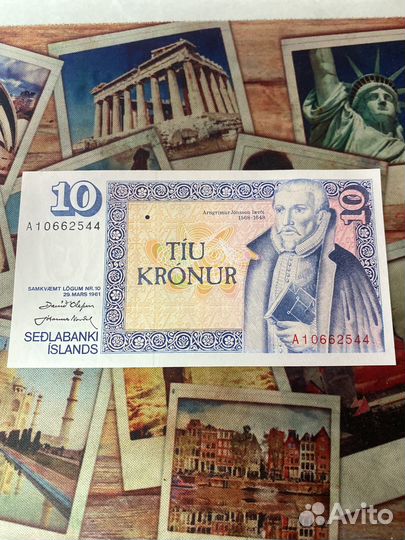 10
A10662544
Arngrímur Jónsson lærði
1568-1648
10
TÍU
KRÓNUR
SAMKVÆMT LÖGUM NR. 10
29. MARS 1961
SEÐLABANKI
ÍSLANDS
A10662544
Avito